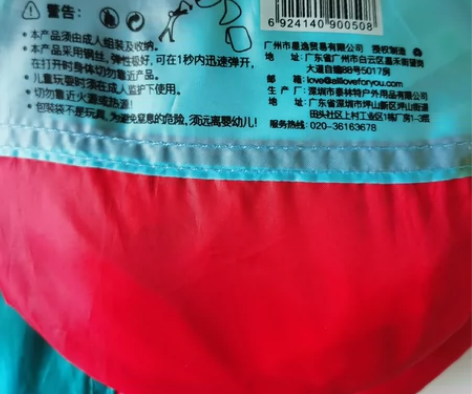 警告:
·本产品须由成人组装及收纳。
·本产品采用钢丝,弹性极好,可在1秒内迅速弹开,
在打开时身体切勿靠近产品。
·儿童玩耍时须在成人监护下使用。
·切勿靠近火源或热源!
·包装袋不是玩具,为避免窒息的危险,须远离婴幼儿!
6 924140 900508
广州市星逸贸易有限公司 授权制造
地 址:广东省广州市白云区嘉禾街望岗
大道自编88号5017房
邮 箱:love@allloveforyou.com
生产厂:深圳市泰林特户外用品有限公司
地 址:广东省深圳市坪山新区坪山街道
田头社区上村工业区1栋厂房1-3层
服务热线:020-36163678